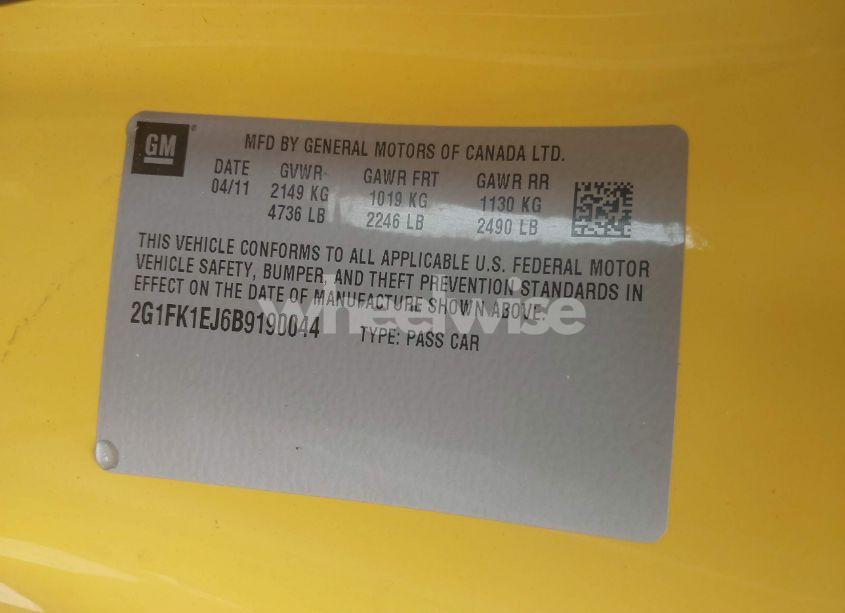 GM
MFD BY GENERAL MOTORS OF CANADA LTD.
DATE GVWR GAWR FRT GAWR RR
04/11 2149 KG 1019 KG 1130 KG
4736 LB 2246 LB 2490 LB
THIS VEHICLE CONFORMS TO ALL APPLICABLE U.S. FEDERAL MOTOR
VEHICLE SAFETY, BUMPER, AND THEFT PREVENTION STANDARDS IN
EFFECT ON THE DATE OF MANUFACTURE SHOWN ABOVE.
2G1FK1EJ6B9190044 TYPE: PASS CAR
wheelwise